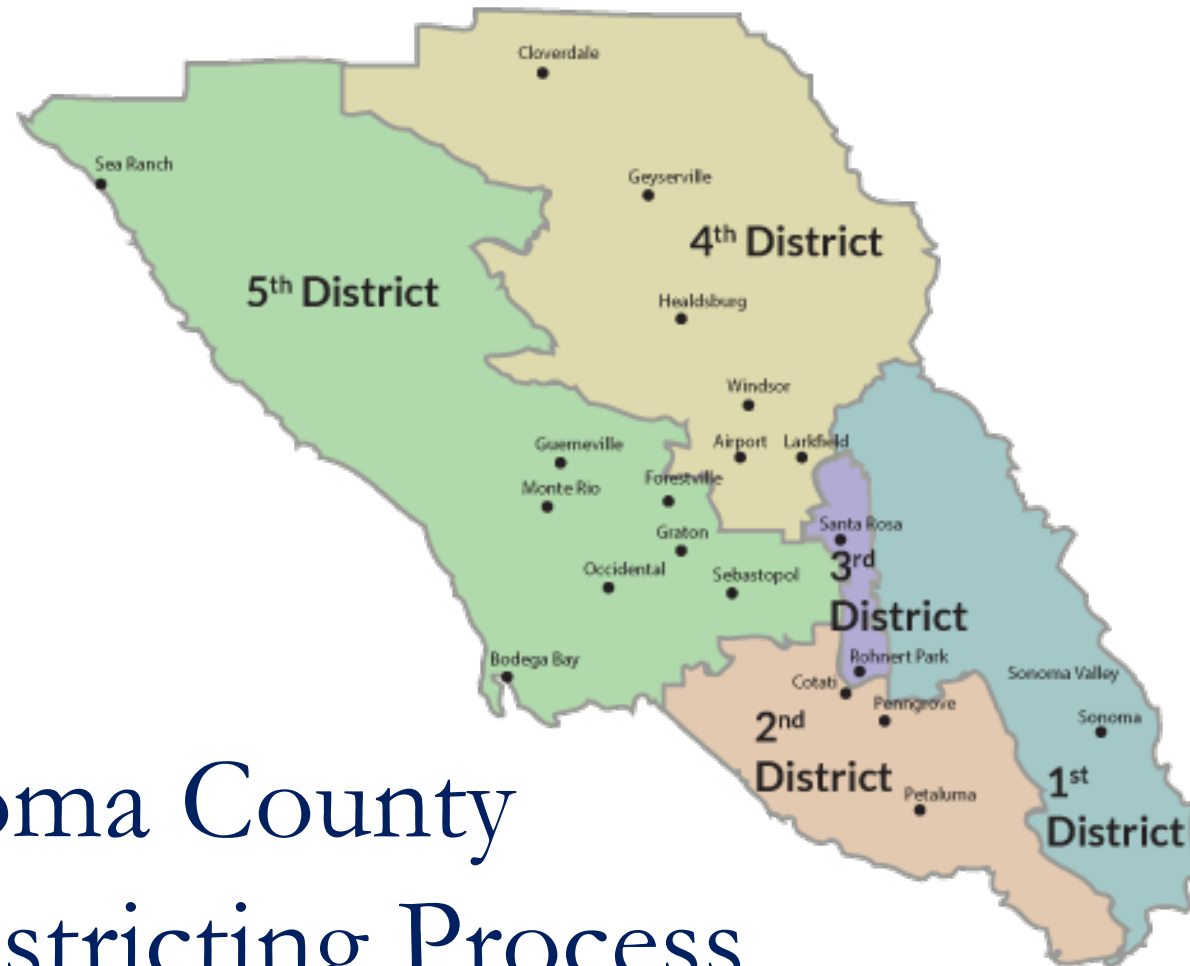 Cloverdale
Sea Ranch
Geyserville
4th District
5th District
Healdsburg
Windsor
Airport
Larkfield
Guerneville
Forestville
Monte Rio
Santa Rosa
Graton
3rd
District
Occidental
Sebastopol
Bodega Bay
Rohnert Park
Cotati
Sonoma Valley
Penngrove
2nd
District
Sonoma
1st
District
Petaluma
oma County
stricting Process